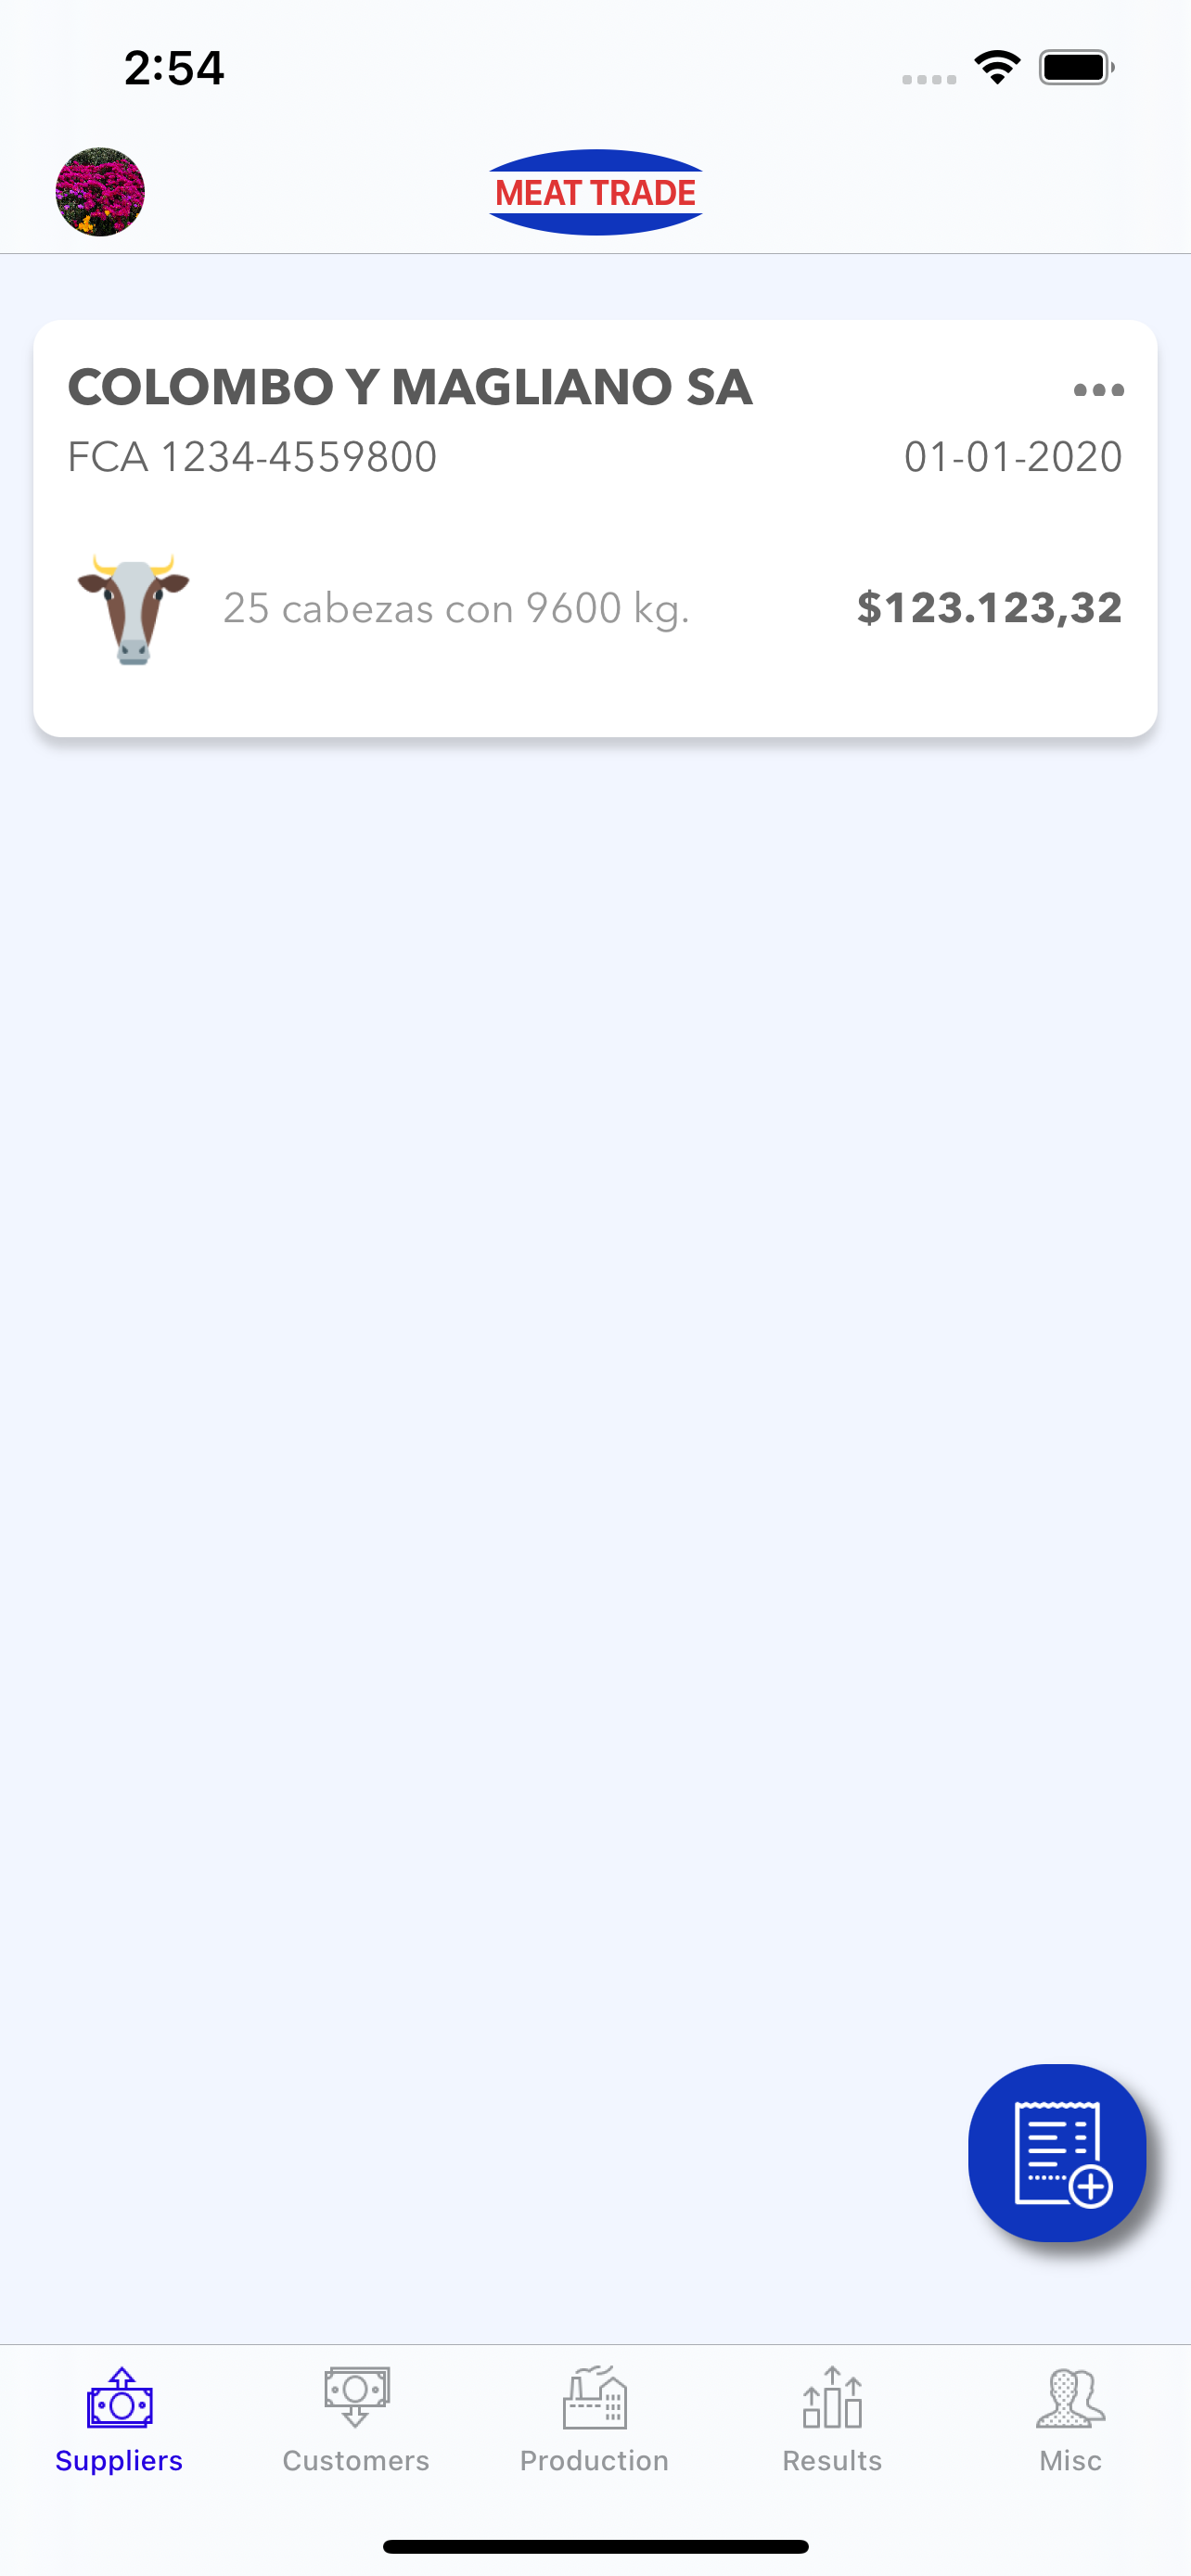 2:54
MEAT TRADE
COLOMBO Y MAGLIANO SA
FCA 1234-4559800 01-01-2020
25 cabezas con 9600 kg. $123.123,32
Suppliers Customers Production Results Misc